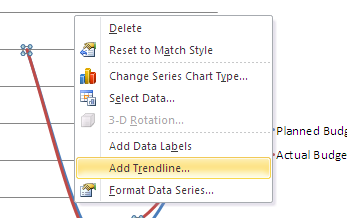 Delete
Reset to Match Style
Change Series Chart Type...
Select Data...
3-D Rotation...
Add Data Labels
Add Trendline...
Format Data Series...
Planned Budg
Actual Budge